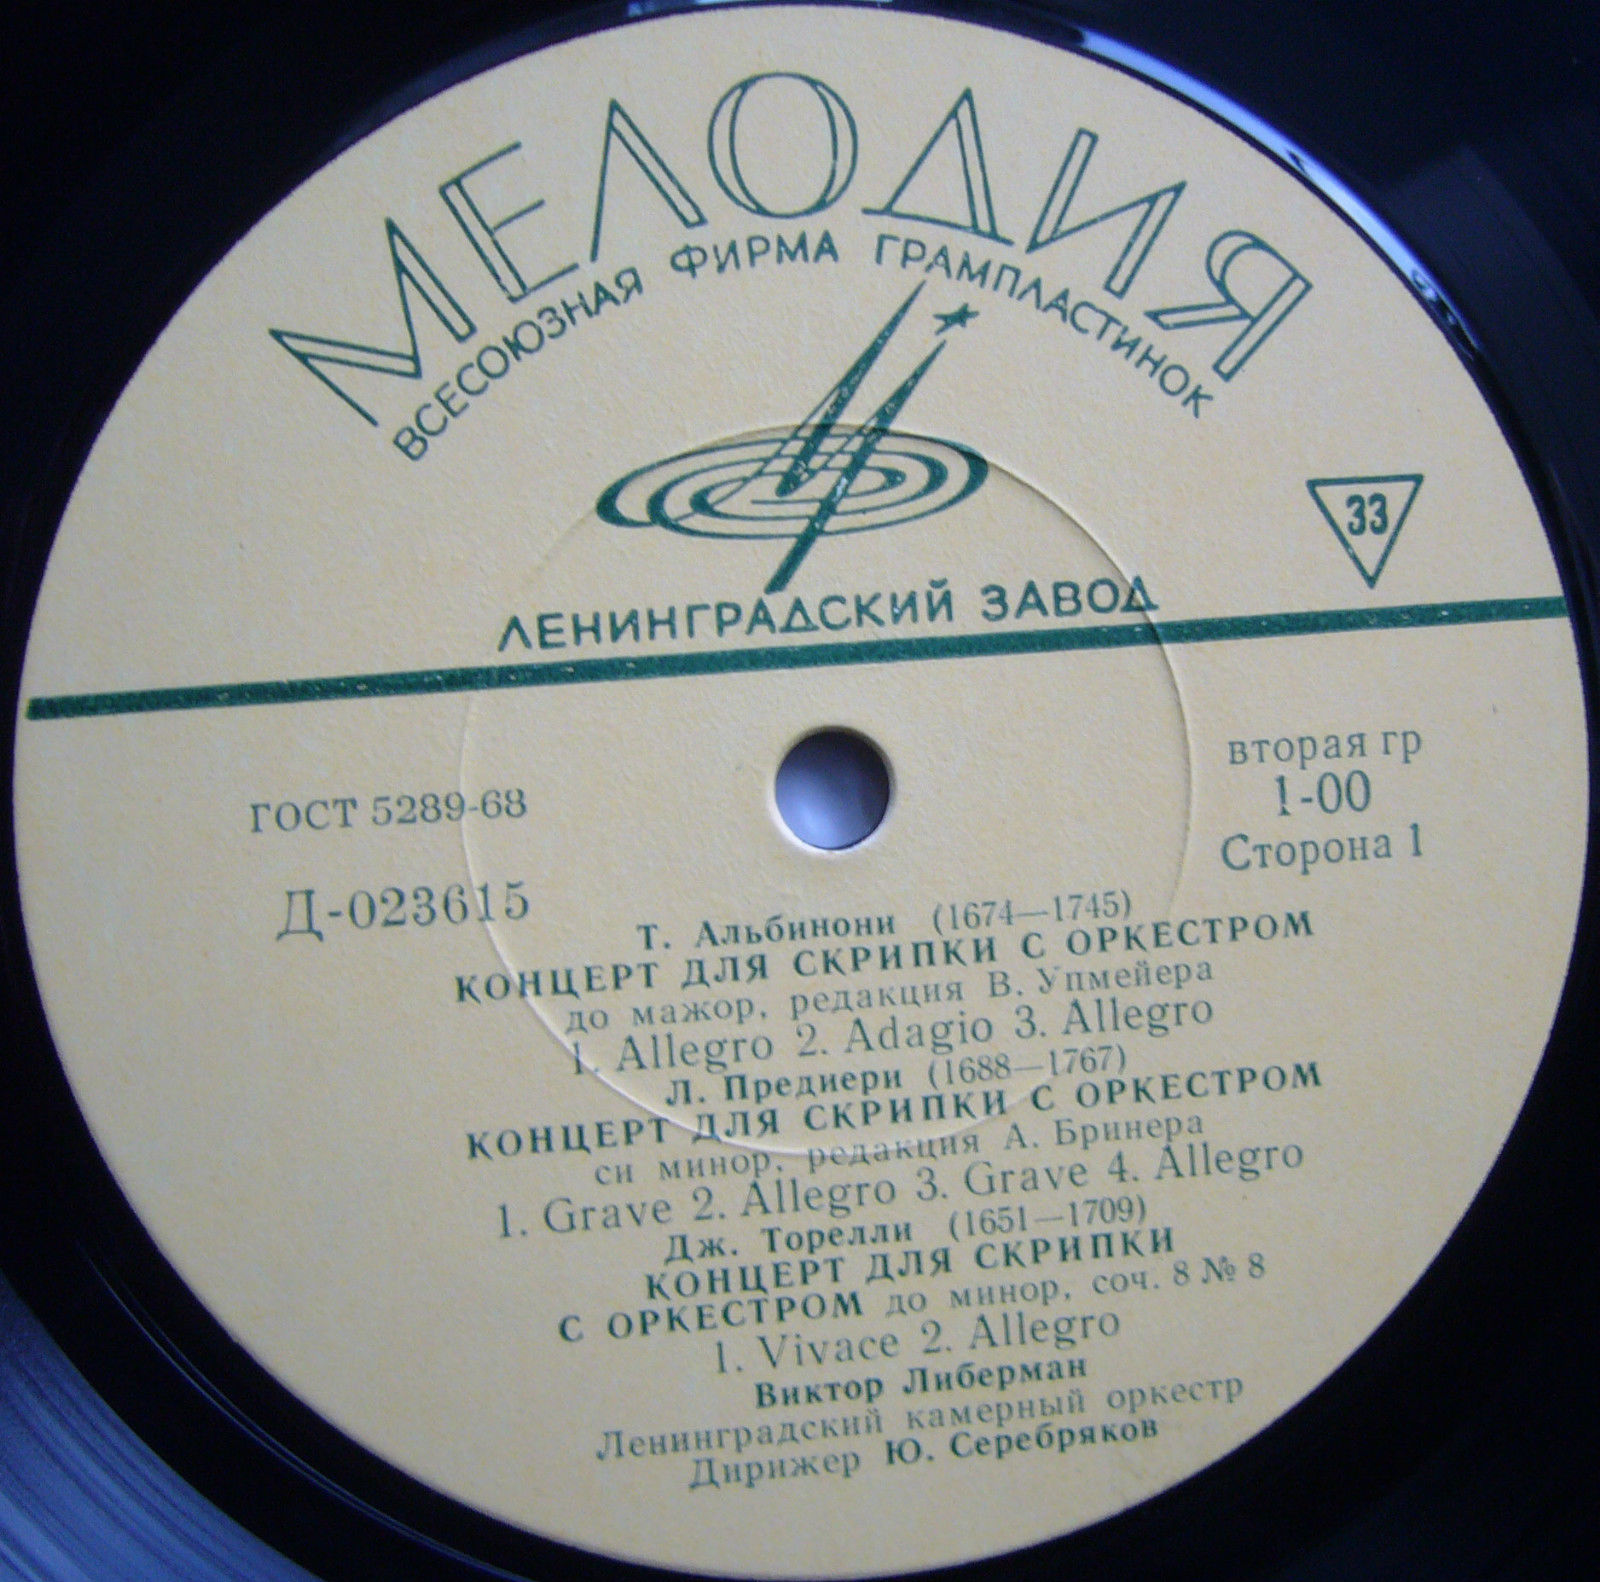 МЕЛОДИЯ
ВСЕСОЮЗНАЯ ФИРМА ГРАМПЛАСТИНОК
33
ЛЕНИНГРАДСКИЙ ЗАВОД
ГОСТ 5289-68
Д-023615
вторая гр
1-00
Сторона 1
Т. Альбинони (1674—1745)
КОНЦЕРТ ДЛЯ СКРИПКИ С ОРКЕСТРОМ
до мажор, редакция В. Упмейера
1. Allegro 2. Adagio 3. Allegro
Л. Предиери (1688—1767)
КОНЦЕРТ ДЛЯ СКРИПКИ С ОРКЕСТРОМ
си минор, редакция А. Бринера
1. Grave 2. Allegro 3. Grave 4. Allegro
Дж. Торелли (1651—1709)
КОНЦЕРТ ДЛЯ СКРИПКИ
С ОРКЕСТРОМ до минор, соч. 8 № 8
1. Vivace 2. Allegro
Виктор Либерман
Ленинградский камерный оркестр
Дирижер Ю. Серебряков